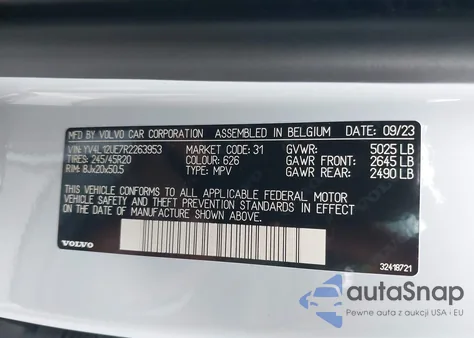 MFD BY VOLVO CAR CORPORATION ASSEMBLED IN BELGIUM DATE: 09/23
VIN: YV4L12UE7R2263953 MARKET CODE: 31 GVWR: 5025 LB
TIRES: 245/45R20 COLOUR: 626 GAWR FRONT: 2645 LB
RIM: 8Jx20x50.5 TYPE: MPV GAWR REAR: 2490 LB
THIS VEHICLE CONFORMS TO ALL APPLICABLE FEDERAL MOTOR
VEHICLE SAFETY AND THEFT PREVENTION STANDARDS IN EFFECT
ON THE DATE OF MANUFACTURE SHOWN ABOVE.
VOLVO
32418721
autoSnap
Pewne auta z aukcji USA i EU